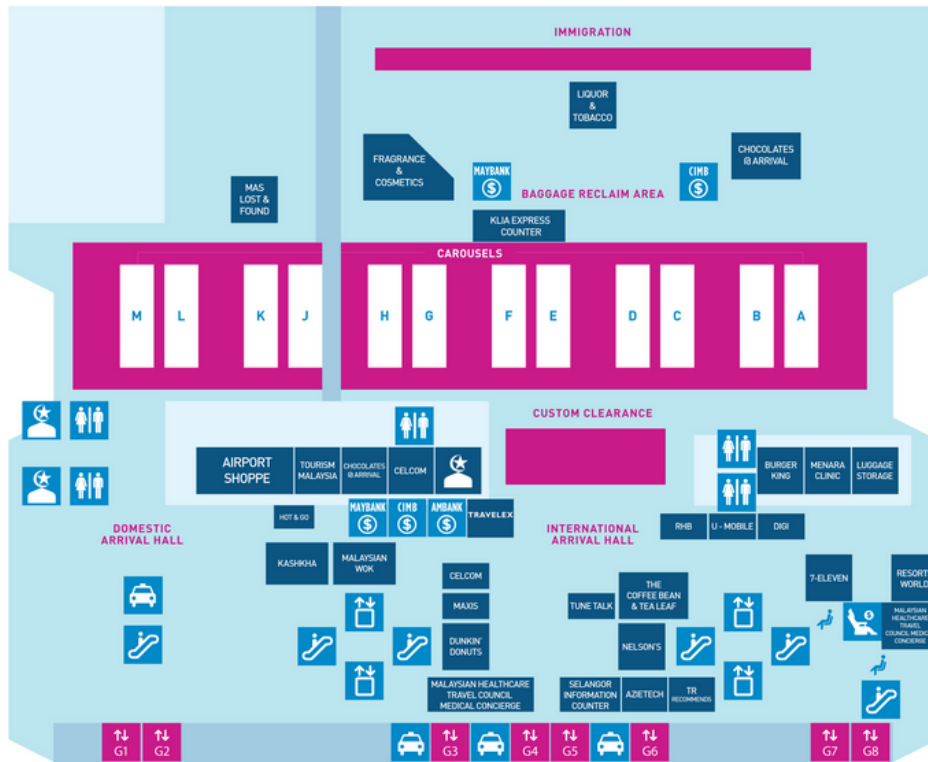 IMMIGRATION
LIQUOR
&
TOBACCO
FRAGRANCE
&
COSMETICS
CHOCOLATES
@ ARRIVAL
MAYBANK
$
CIMB
$
BAGGAGE RECLAIM AREA
MAS
LOST &
FOUND
KLIA EXPRESS
COUNTER
CAROUSELS
M
L
K
J
H
G
F
E
D
C
B
A
CUSTOM CLEARANCE
AIRPORT
SHOPPE
TOURISM
MALAYSIA
CHOCOLATES
@ ARRIVAL
CELCOM
BURGER
KING
MENARA
CLINIC
LUGGAGE
STORAGE
HOT & GO
MAYBANK
$
CIMB
$
AMBANK
$
TRAVELEX
DOMESTIC
ARRIVAL HALL
INTERNATIONAL
ARRIVAL HALL
RHB
U - MOBILE
DIGI
KASHKHA
MALAYSIAN
WOK
CELCOM
MAXIS
DUNKIN'
DONUTS
TUNE TALK
THE
COFFEE BEAN
& TEA LEAF
NELSON'S
7-ELEVEN
RESORTS
WORLD
$
MALAYSIAN
HEALTHCARE
TRAVEL
COUNCIL MEDICAL
CONCIERGE
MALAYSIAN HEALTHCARE
TRAVEL COUNCIL
MEDICAL CONCIERGE
SELANGOR
INFORMATION
COUNTER
AZIETECH
TR
RECOMMENDS
G1
G2
G3
G4
G5
G6
G7
G8